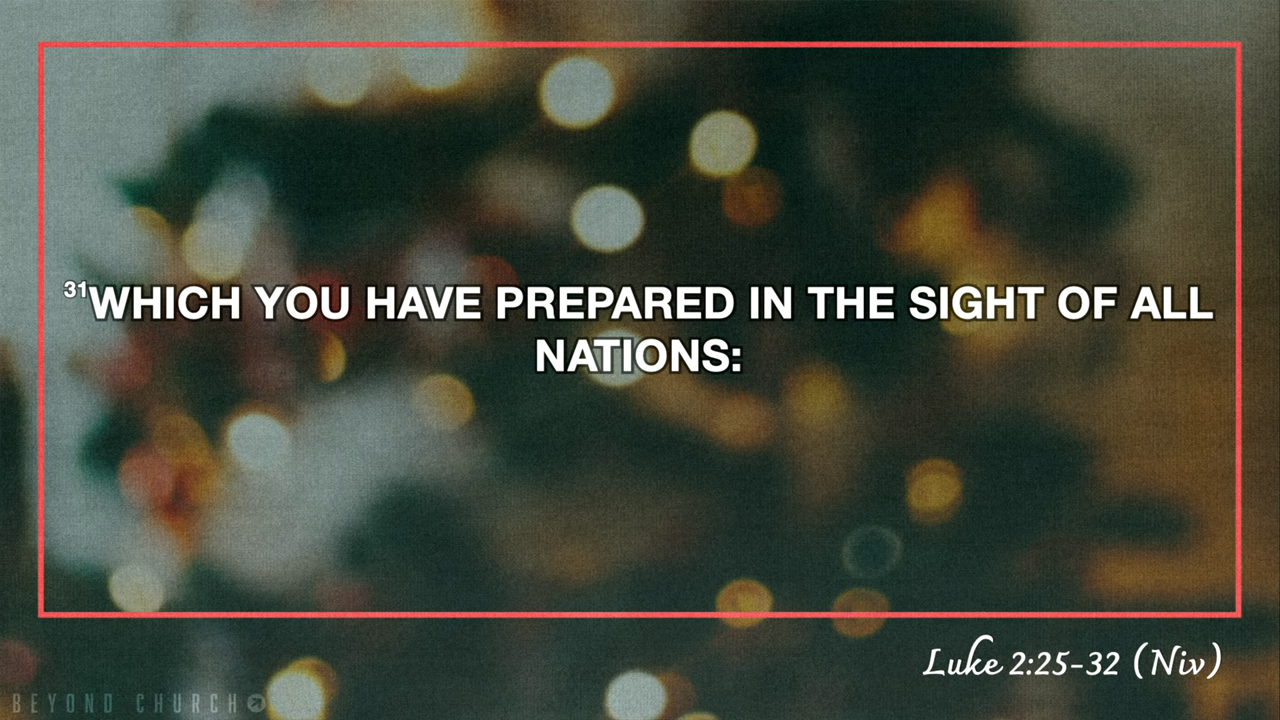 31WHICH YOU HAVE PREPARED IN THE SIGHT OF ALL
NATIONS:
Luke 2:25-32 (Niv)
BEYOND CHURCH